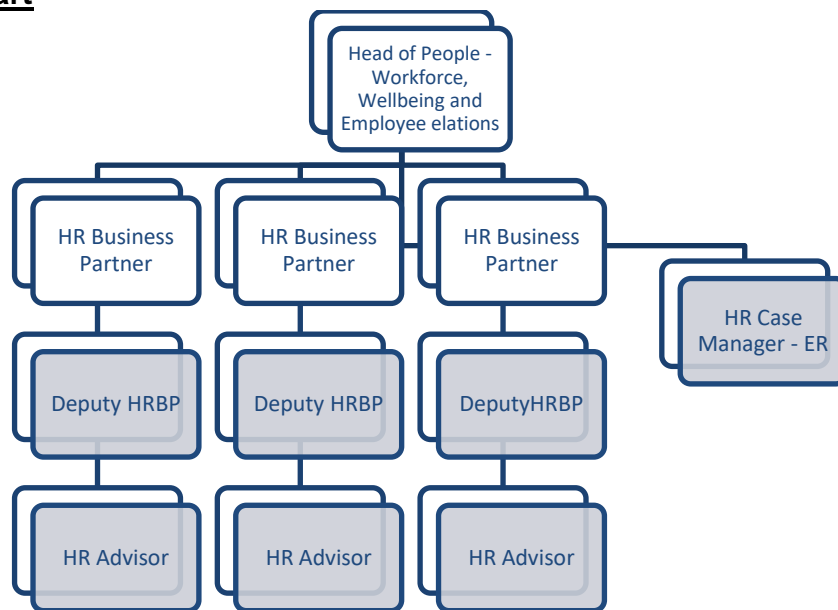 Head of People -
Workforce,
Wellbeing and
Employee elations
HR Business
Partner
HR Business
Partner
HR Business
Partner
HR Case
Manager - ER
Deputy HRBP
Deputy HRBP
DeputyHRBP
HR Advisor
HR Advisor
HR Advisor